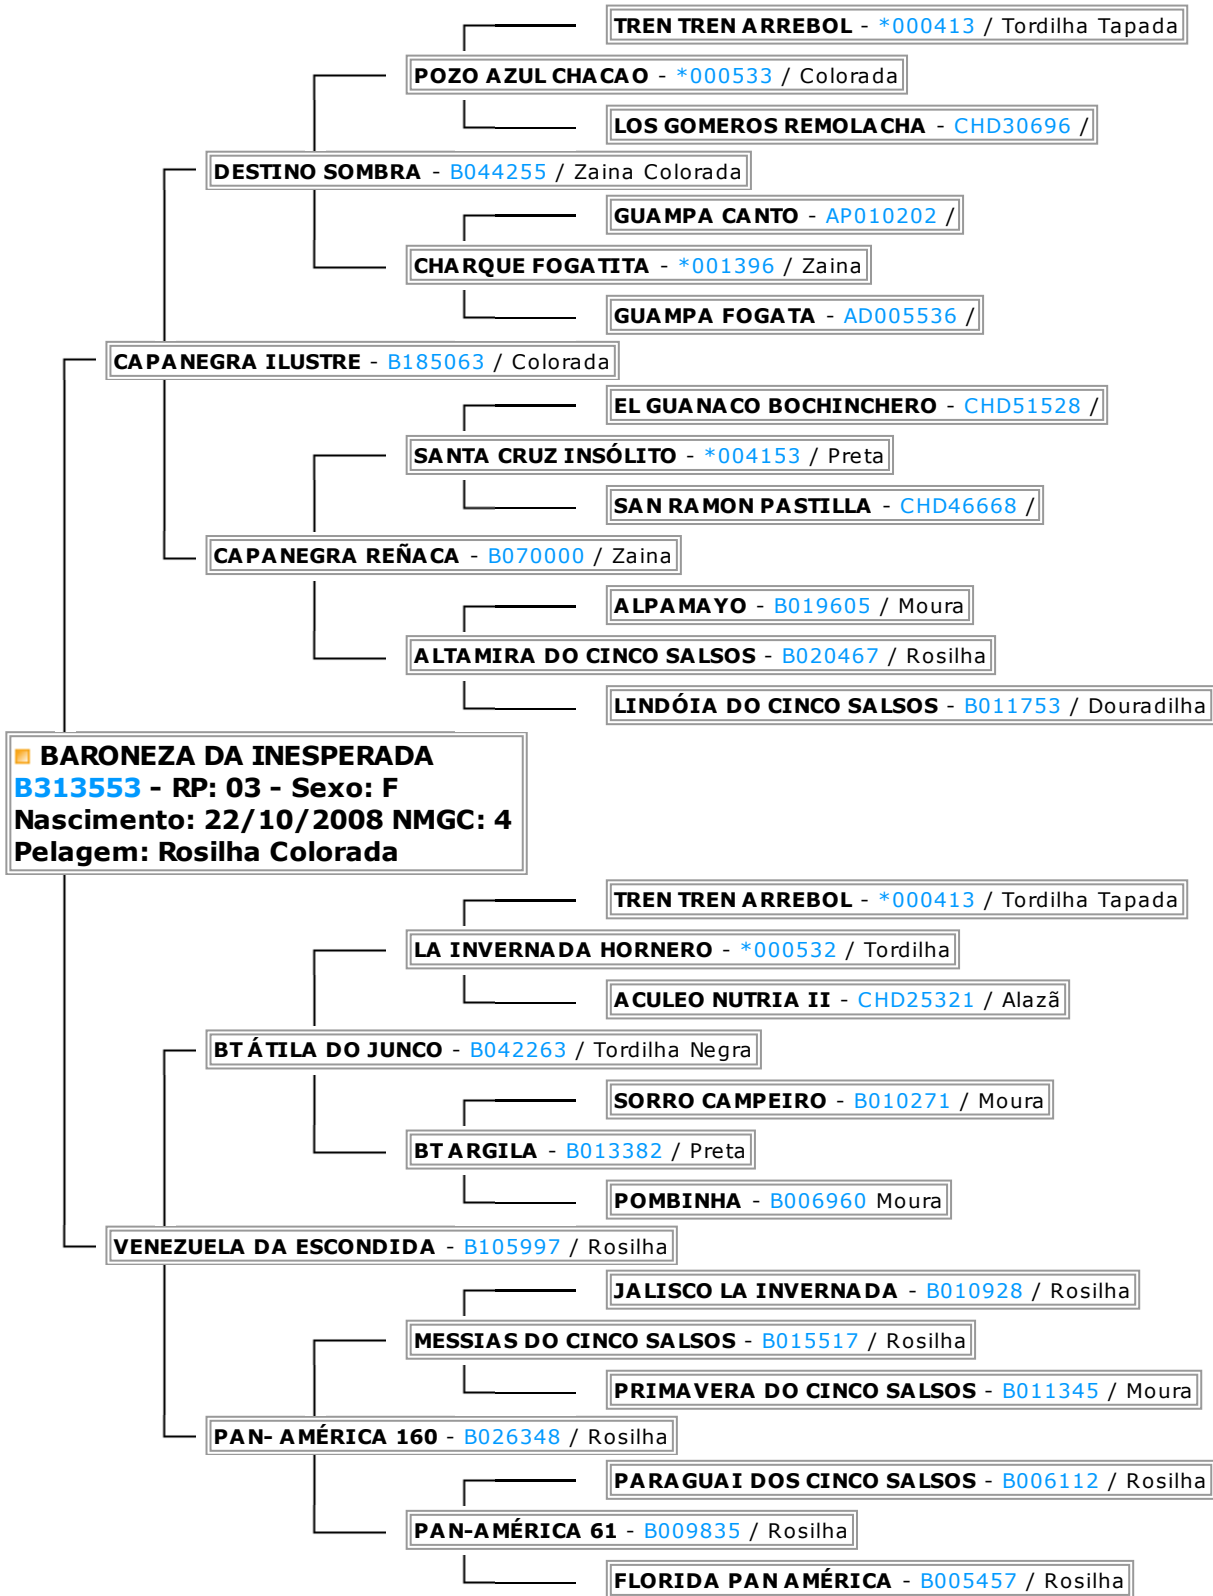 TREN TREN ARREBOL - *000413 / Tordilha Tapada
POZO AZUL CHACAO - *000533 / Colorada
LOS GOMEROS REMOLACHA - CHD30696 /
DESTINO SOMBRA - B044255 / Zaina Colorada
GUAMPA CANTO - AP010202 /
CHARQUE FOGATITA - *001396 / Zaina
GUAMPA FOGATA - AD005536 /
CAPANEGRA ILUSTRE - B185063 / Colorada
EL GUANACO BOCHINCHERO - CHD51528 /
SANTA CRUZ INSÓLITO - *004153 / Preta
SAN RAMON PASTILLA - CHD46668 /
CAPANEGRA REÑACA - B070000 / Zaina
ALPAMAYO - B019605 / Moura
ALTAMIRA DO CINCO SALSOS - B020467 / Rosilha
LINDÓIA DO CINCO SALSOS - B011753 / Douradilha
BARONEZA DA INESPERADA
B313553 - RP: 03 - Sexo: F
Nascimento: 22/10/2008 NMGC: 4
Pelagem: Rosilha Colorada
TREN TREN ARREBOL - *000413 / Tordilha Tapada
LA INVERNADA HORNERO - *000532 / Tordilha
ACULEO NUTRIA II - CHD25321 / Alazã
BT ÁTILA DO JUNCO - B042263 / Tordilha Negra
SORRO CAMPEIRO - B010271 / Moura
BT ARGILA - B013382 / Preta
POMBINHA - B006960 Moura
VENEZUELA DA ESCONDIDA - B105997 / Rosilha
JALISCO LA INVERNADA - B010928 / Rosilha
MESSIAS DO CINCO SALSOS - B015517 / Rosilha
PRIMAVERA DO CINCO SALSOS - B011345 / Moura
PAN- AMÉRICA 160 - B026348 / Rosilha
PARAGUAI DOS CINCO SALSOS - B006112 / Rosilha
PAN-AMÉRICA 61 - B009835 / Rosilha
FLORIDA PAN AMÉRICA - B005457 / Rosilha